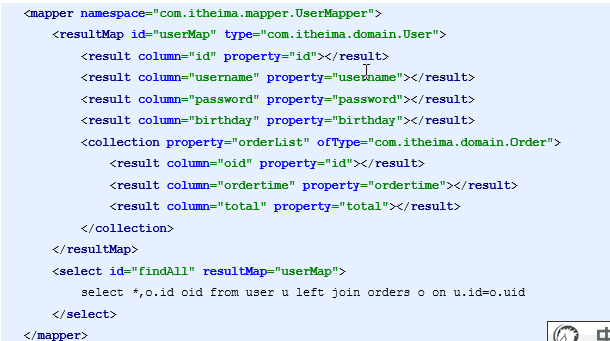 <mapper namespace="com.itheima.mapper.UserMapper">
<resultMap id="userMap" type="com.itheima.domain.User">
<result column="id" property="id"></result>
<result column="username" property="username"></result>
<result column="password" property="password"></result>
<result column="birthday" property="birthday"></result>
<collection property="orderList" ofType="com.itheima.domain.Order">
<result column="oid" property="id"></result>
<result column="ordertime" property="ordertime"></result>
<result column="total" property="total"></result>
</collection>
</resultMap>
<select id="findAll" resultMap="userMap">
select *,o.id oid from user u left join orders o on u.id=o.uid
</select>
</mapper>